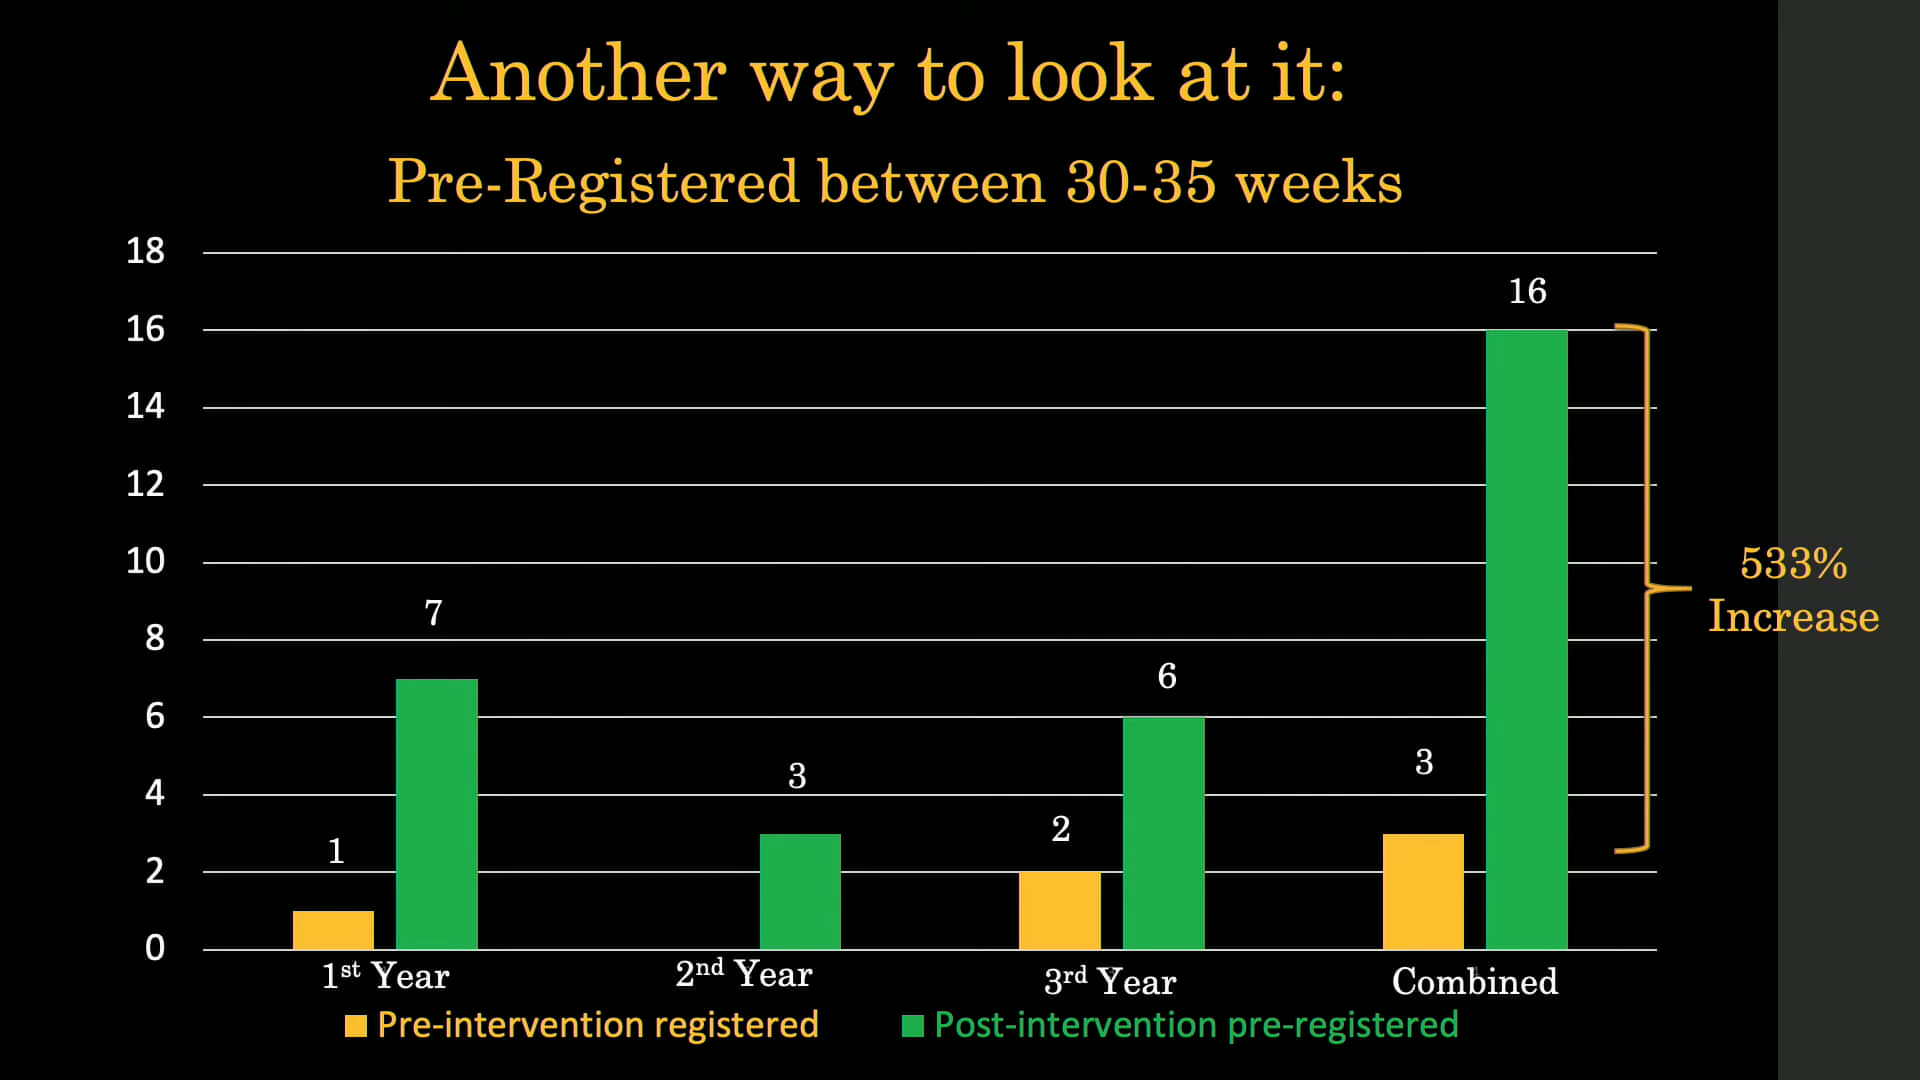 Another way to look at it:
Pre-Registered between 30-35 weeks
18
16
14
12
10
8
6
4
2
0
1
7
3
2
6
3
16
533%
Increase
1st Year
2nd Year
3rd Year
Combined
Pre-intervention registered
Post-intervention pre-registered